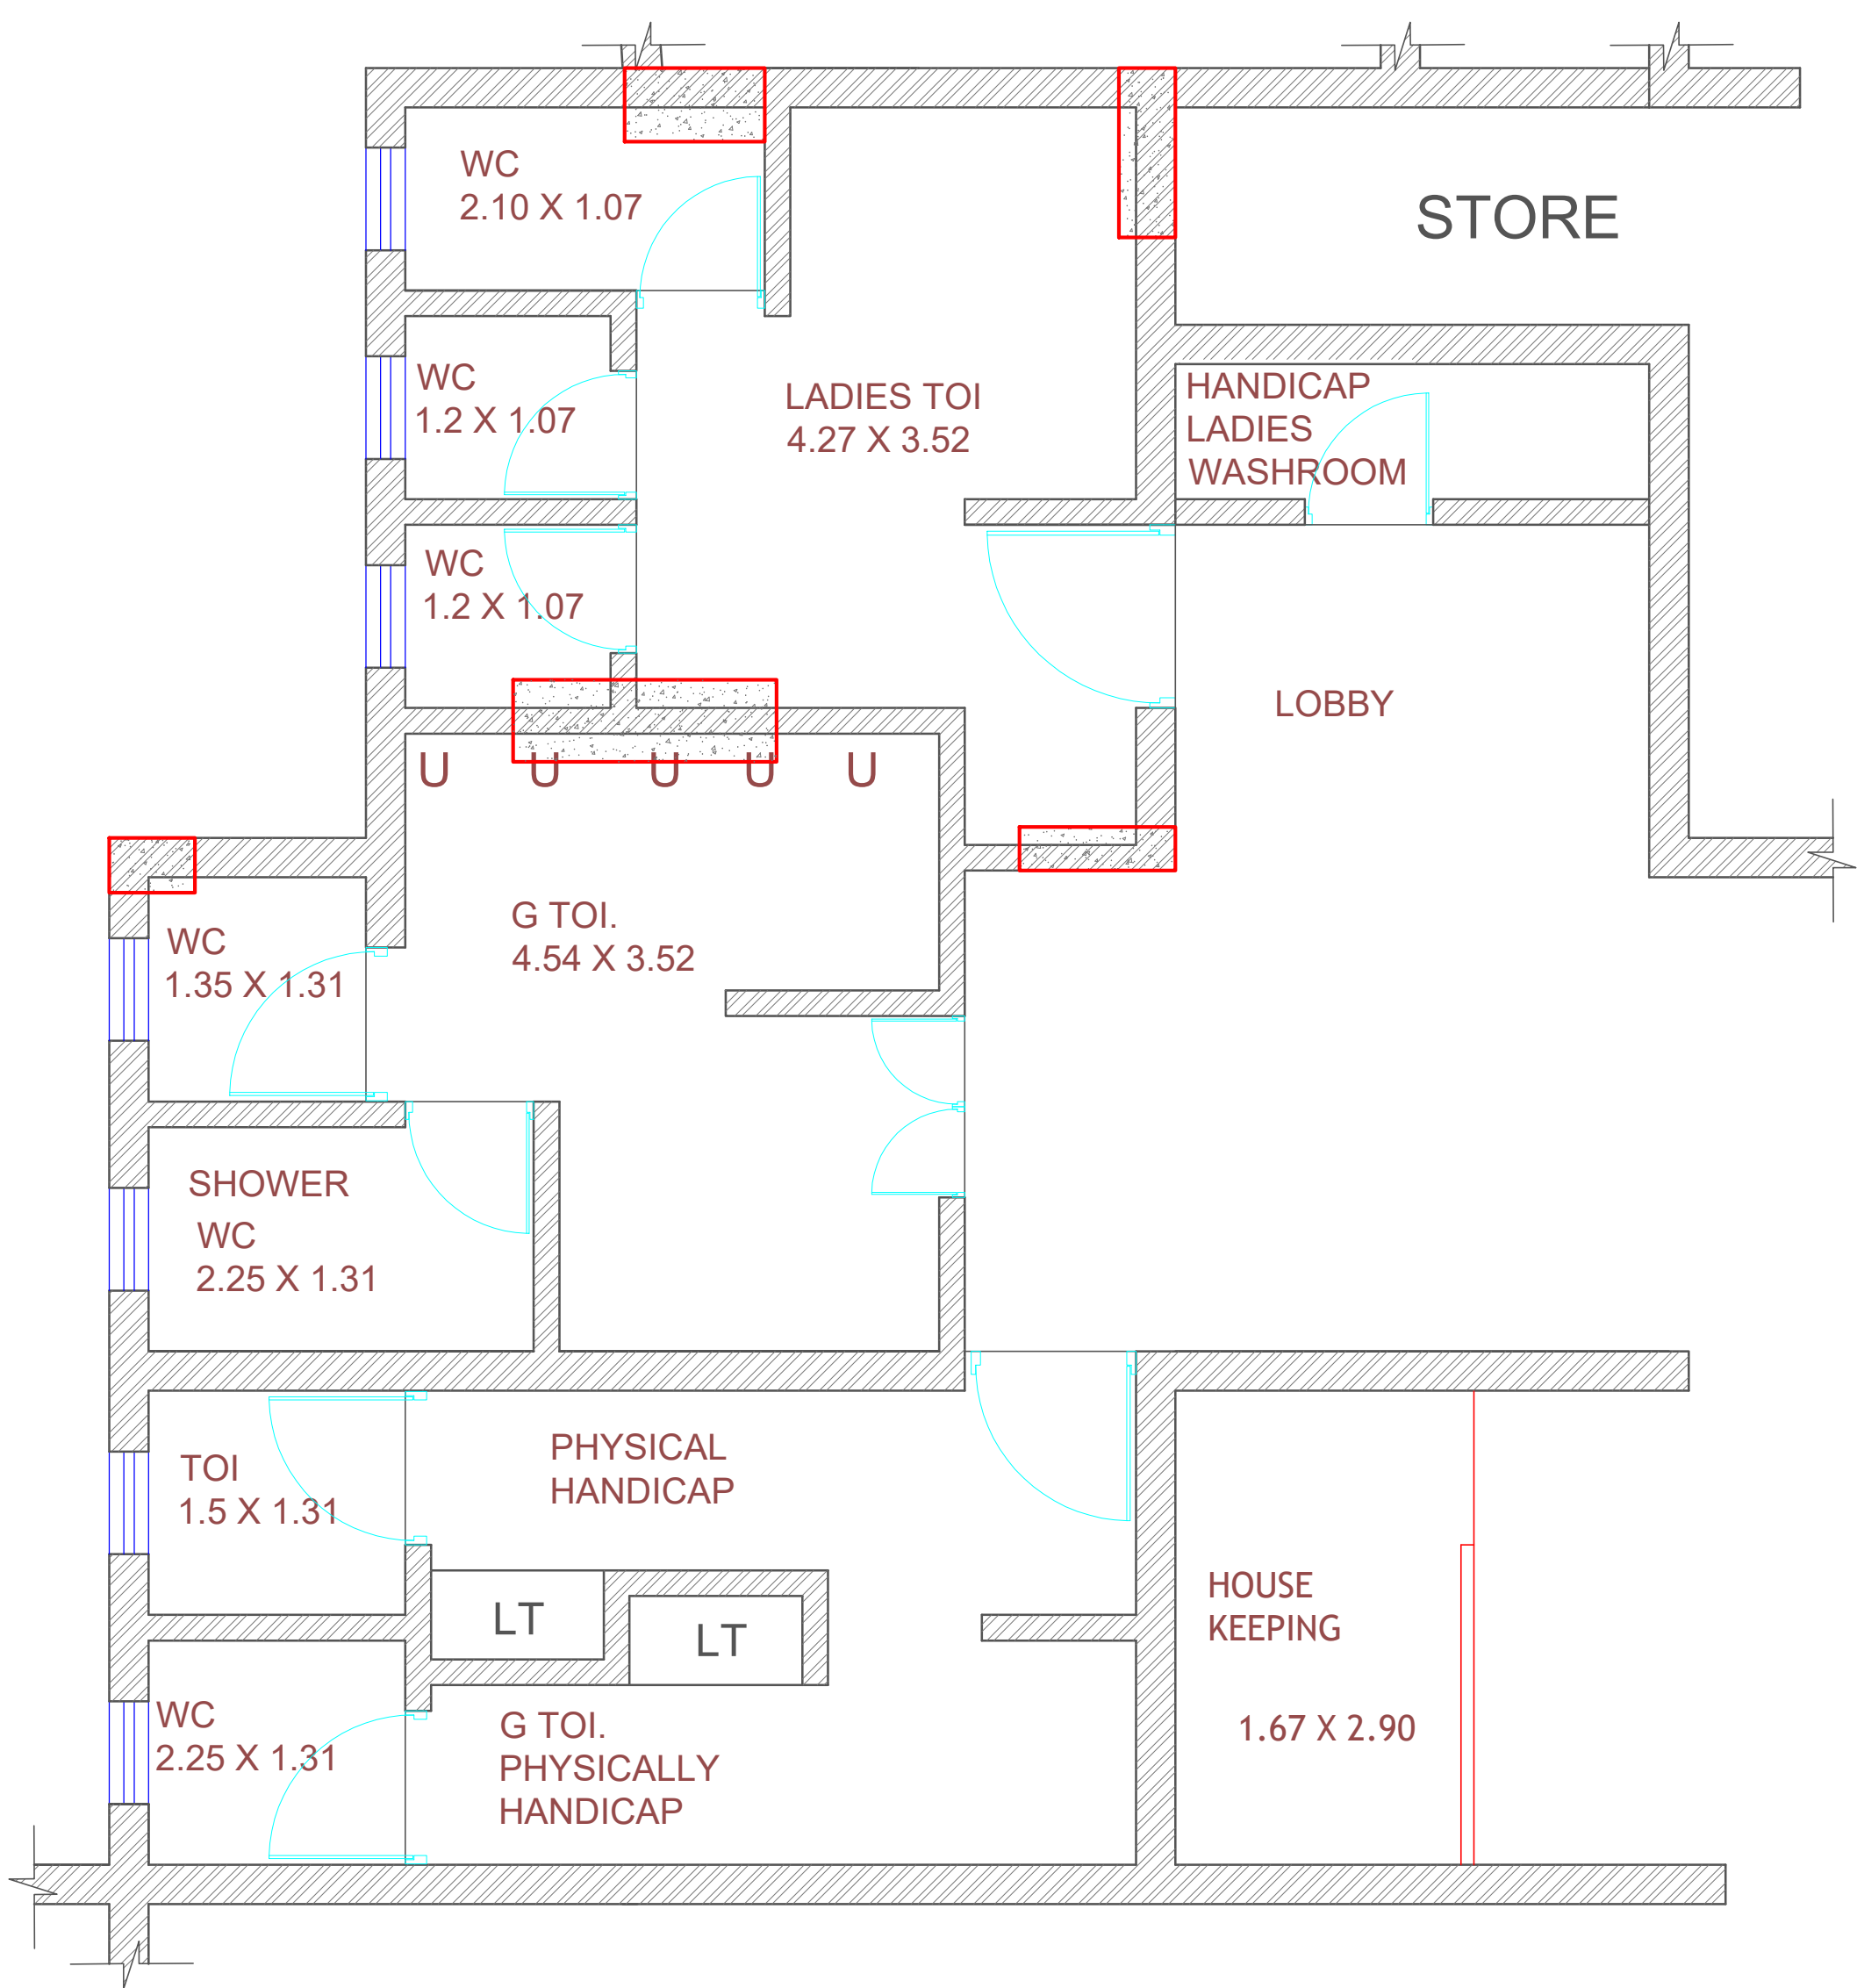 WC
2.10 X 1.07
STORE
WC
1.2 X 1.07
LADIES TOI
4.27 X 3.52
HANDICAP
LADIES
WASHROOM
WC
1.2 X 1.07
LOBBY
U U U U U
G TOI.
4.54 X 3.52
WC
1.35 X 1.31
SHOWER
WC
2.25 X 1.31
PHYSICAL
HANDICAP
TOI
1.5 X 1.31
LT
LT
HOUSE
KEEPING
1.67 X 2.90
WC
2.25 X 1.31
G TOI.
PHYSICALLY
HANDICAP